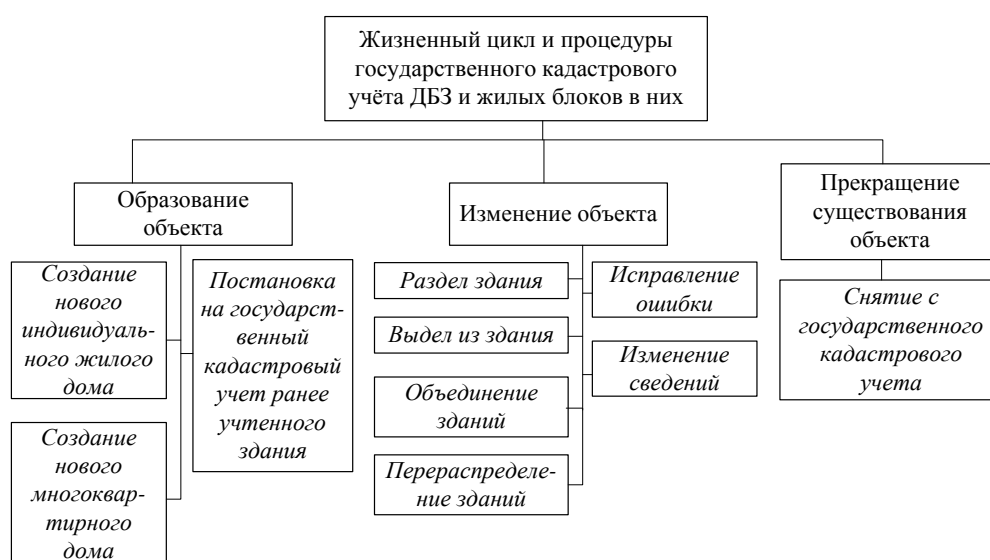 Жизненный цикл и процедуры
государственного кадастрового
учёта ДБЗ и жилых блоков в них
Образование
объекта
Создание
нового
индивидуаль-
ного жилого
дома
Создание
нового
многоквар-
тирного
дома
Постановка
на государст-
венный
кадастровый
учет ранее
учтенного
здания
Изменение объекта
Раздел здания
Выдел из здания
Объединение
зданий
Перераспределе-
ние зданий
Исправление
ошибки
Изменение
сведений
Прекращение
существования
объекта
Снятие с
государственного
кадастрового
учета